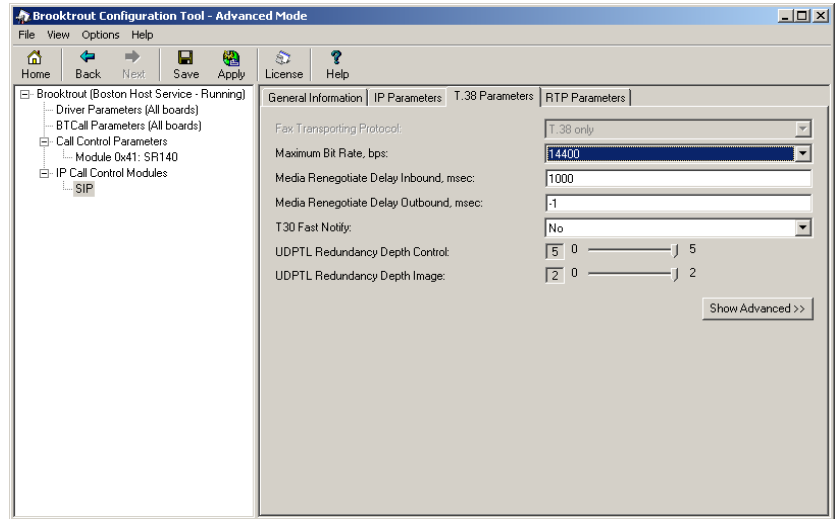 Brooktrout Configuration Tool - Advanced Mode
File View Options Help
Home Back Next Save Apply License Help
Brooktrout (Boston Host Service - Running)
Driver Parameters (All boards)
BTCall Parameters (All boards)
Call Control Parameters
Module 0x41: SR140
IP Call Control Modules
SIP
General Information IP Parameters T.38 Parameters RTP Parameters
Fax Transporting Protocol: T.38 only
Maximum Bit Rate, bps: 14400
Media Renegotiate Delay Inbound, msec: 1000
Media Renegotiate Delay Outbound, msec: -1
T30 Fast Notify: No
UDPTL Redundancy Depth Control: 5 0 5
UDPTL Redundancy Depth Image: 2 0 2
Show Advanced >>